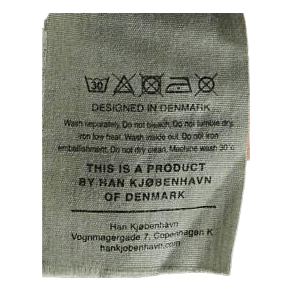 30
DESIGNED IN DENMARK
Wash separately. Do not bleach. Do not tumble dry.
Iron low heat. Wash inside out. Do not iron
embellishment. Do not dry clean. Machine wash 30°c
THIS IS A PRODUCT
BY HAN KJØBENHAVN
OF DENMARK
Han Kjøbenhavn
Vognmagergade 7, Copenhagen K
hankjobenhavn.com